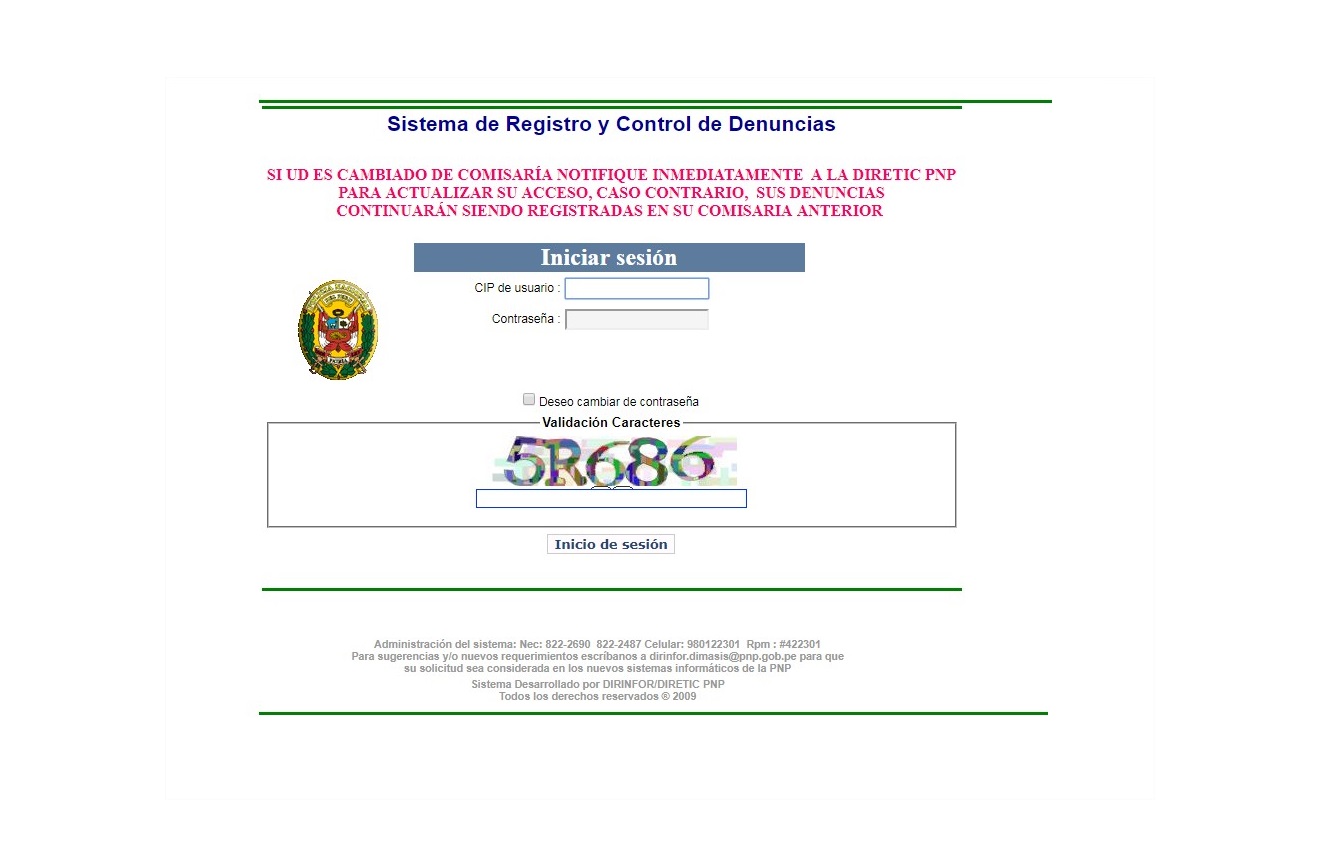 Sistema de Registro y Control de Denuncias
SI UD ES CAMBIADO DE COMISARÍA NOTIFIQUE INMEDIATAMENTE A LA DIRETIC PNP
PARA ACTUALIZAR SU ACCESO, CASO CONTRARIO, SUS DENUNCIAS
CONTINUARÁN SIENDO REGISTRADAS EN SU COMISARIA ANTERIOR
Iniciar sesión
CIP de usuario :
Contraseña :
Deseo cambiar de contraseña
Validación Caracteres
5R686
Inicio de sesión
Administración del sistema: Nec: 822-2690 822-2487 Celular: 980122301 Rpm : #422301
Para sugerencias y/o nuevos requerimientos escríbanos a dirinfor.dimasis@pnp.gob.pe para que
su solicitud sea considerada en los nuevos sistemas informáticos de la PNP
Sistema Desarrollado por DIRINFOR/DIRETIC PNP
Todos los derechos reservados © 2009